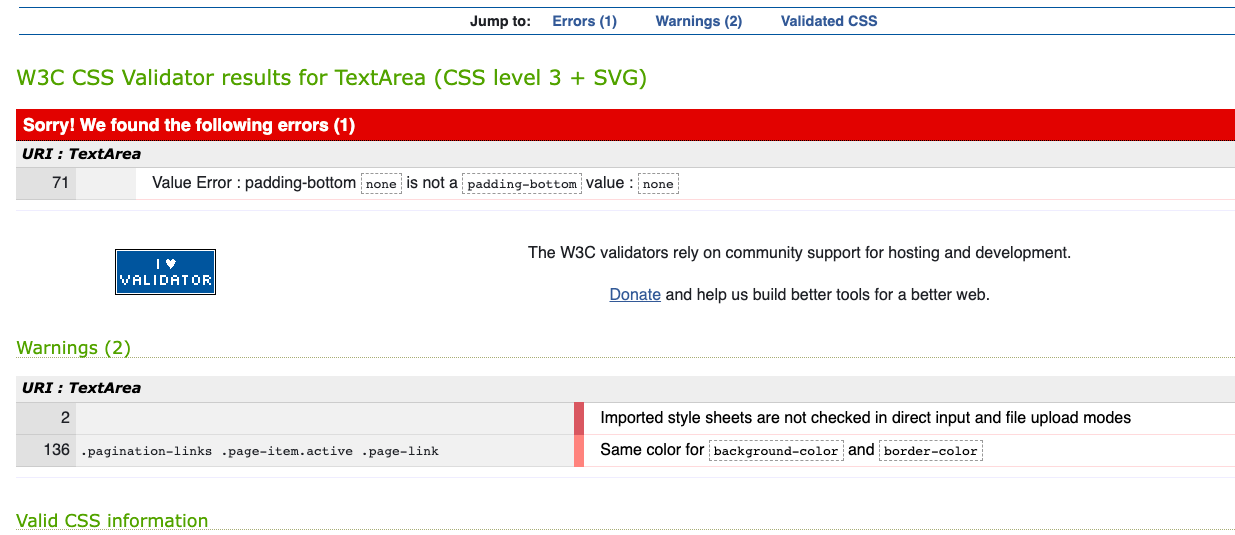 Jump to: Errors (1) Warnings (2) Validated CSS
W3C CSS Validator results for TextArea (CSS level 3 + SVG)
Sorry! We found the following errors (1)
URI : TextArea
71 Value Error : padding-bottom none is not a padding-bottom value : none
I ♥
VALIDATOR
The W3C validators rely on community support for hosting and development.
Donate and help us build better tools for a better web.
Warnings (2)
URI : TextArea
2 Imported style sheets are not checked in direct input and file upload modes
136 .pagination-links .page-item.active .page-link Same color for background-color and border-color
Valid CSS information